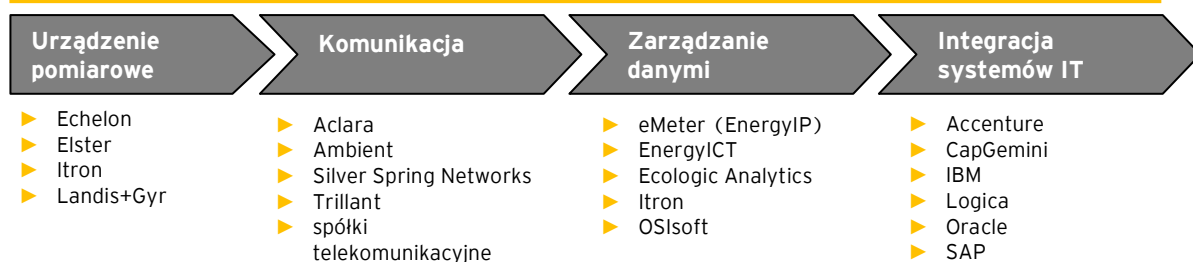 Urządzenie
pomiarowe
Komunikacja
Zarządzanie
danymi
Integracja
systemów IT
► Echelon
► Elster
► Itron
► Landis+Gyr
► Aclara
► Ambient
► Silver Spring Networks
► Trillant
► spółki
telekomunikacyjne
► eMeter (EnergyIP)
► EnergyICT
► Ecologic Analytics
► Itron
► OSIsoft
► Accenture
► CapGemini
► IBM
► Logica
► Oracle
► SAP